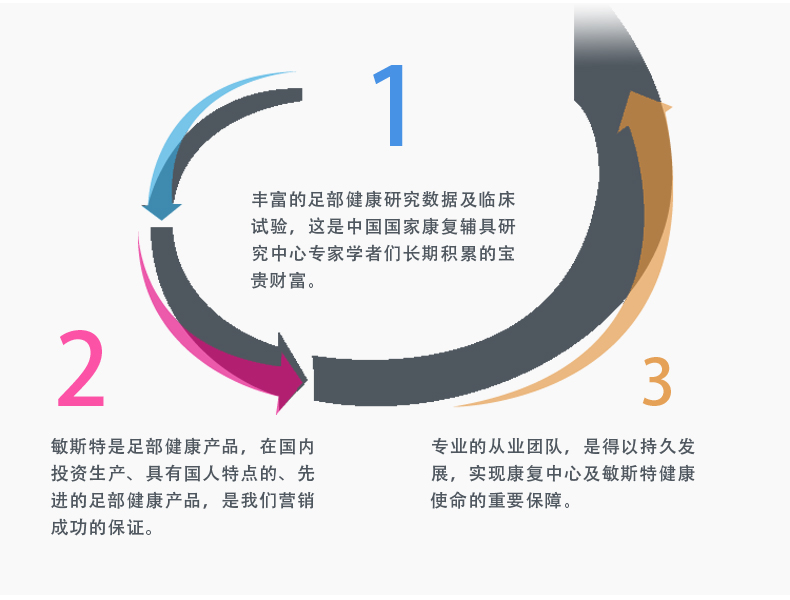 1
丰富的足部健康研究数据及临床
试验，这是中国国家康复辅具研
究中心专家学者们长期积累的宝
贵财富。
2
敏斯特是足部健康产品，在国内
投资生产、具有国人特点的、先
进的足部健康产品，是我们营销
成功的保证。
3
专业的从业团队，是得以持久发
展，实现康复中心及敏斯特健康
使命的重要保障。